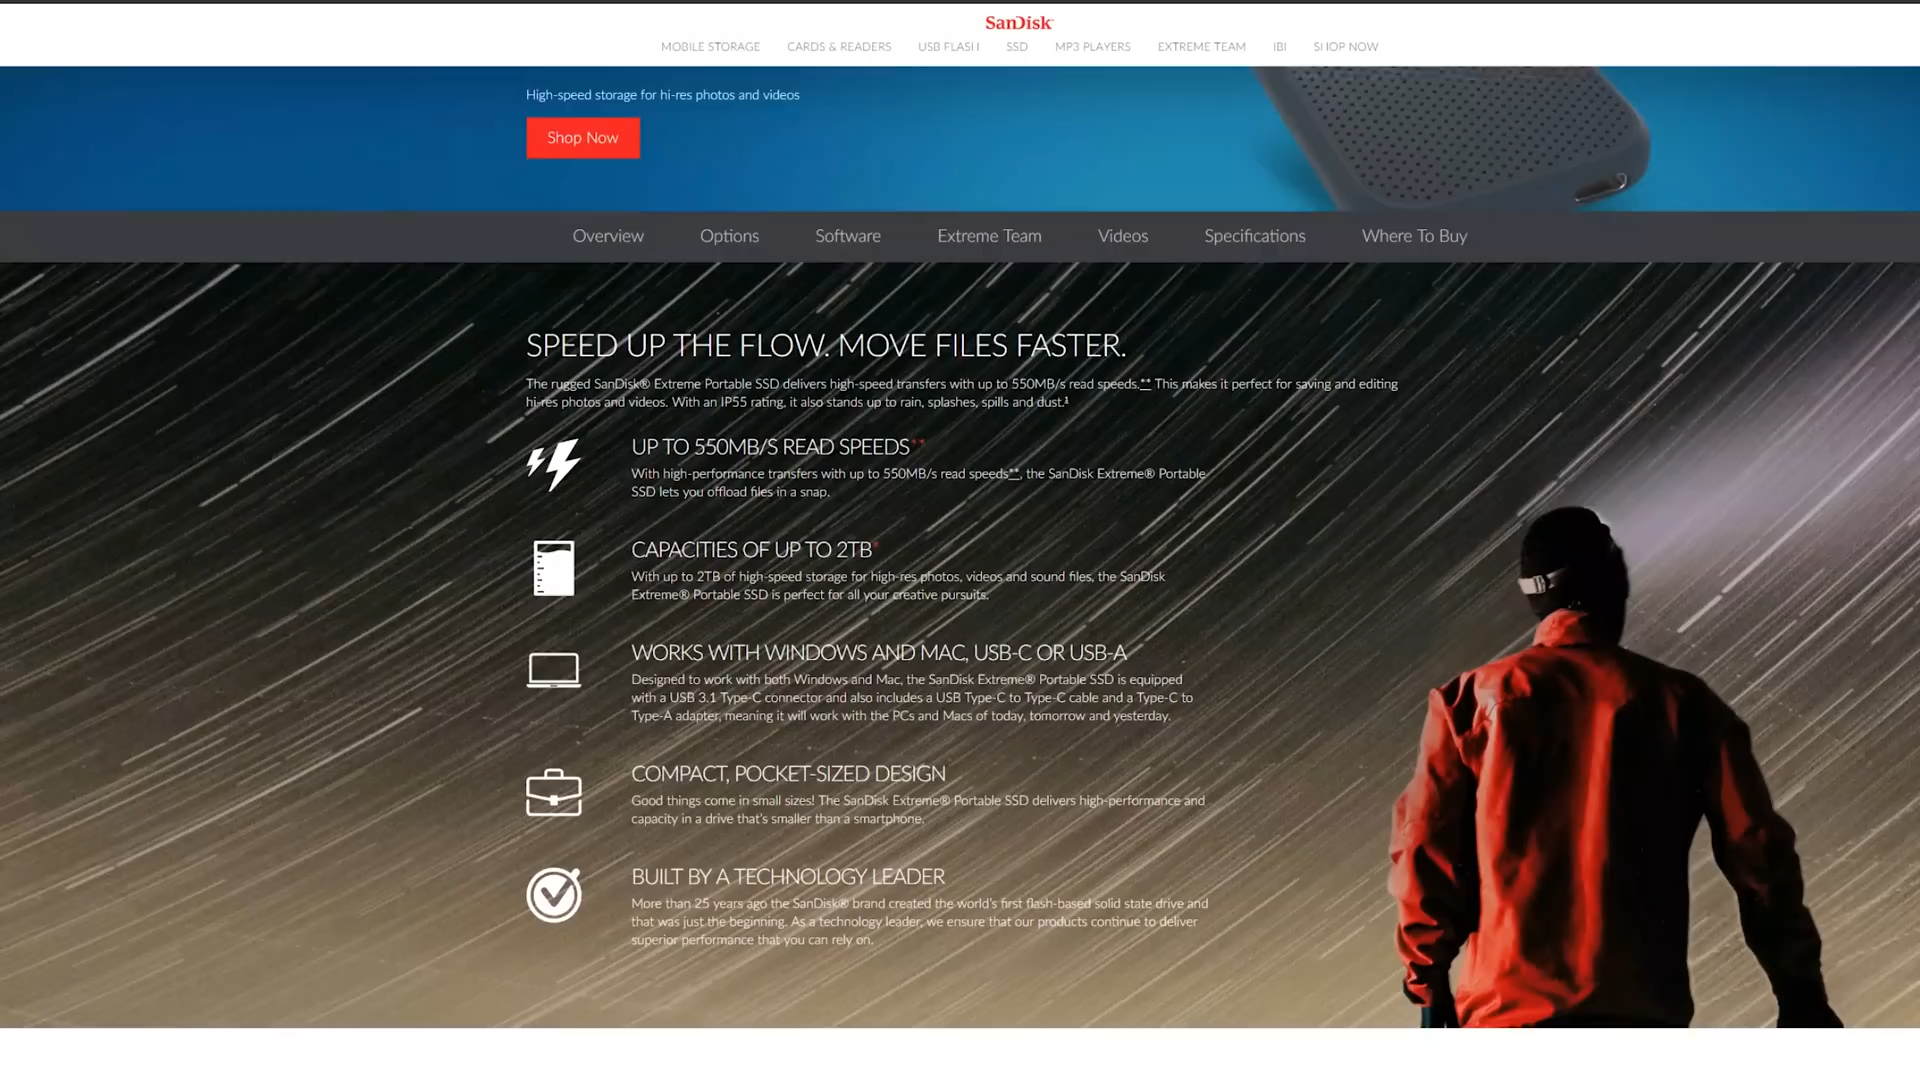 SanDisk
MOBILE STORAGE CARDS & READERS USB FLASH SSD MP3 PLAYERS EXTREME TEAM IBI SHOP NOW
High-speed storage for hi-res photos and videos
Shop Now
Overview Options Software Extreme Team Videos Specifications Where To Buy
SPEED UP THE FLOW. MOVE FILES FASTER.
The rugged SanDisk® Extreme Portable SSD delivers high-speed transfers with up to 550MB/s read speeds.** This makes it perfect for saving and editing
hi-res photos and videos. With an IP55 rating, it also stands up to rain, splashes, spills and dust.¹
UP TO 550MB/S READ SPEEDS**
With high-performance transfers with up to 550MB/s read speeds**, the SanDisk Extreme® Portable
SSD lets you offload files in a snap.
CAPACITIES OF UP TO 2TB*
With up to 2TB of high-speed storage for high-res photos, videos and sound files, the SanDisk
Extreme® Portable SSD is perfect for all your creative pursuits.
WORKS WITH WINDOWS AND MAC, USB-C OR USB-A
Designed to work with both Windows and Mac, the SanDisk Extreme® Portable SSD is equipped
with a USB 3.1 Type-C connector and also includes a USB Type-C to Type-C cable and a Type-C to
Type-A adapter, meaning it will work with the PCs and Macs of today, tomorrow and yesterday.
COMPACT, POCKET-SIZED DESIGN
Good things come in small sizes! The SanDisk Extreme® Portable SSD delivers high-performance and
capacity in a drive that's smaller than a smartphone.
BUILT BY A TECHNOLOGY LEADER
More than 25 years ago the SanDisk® brand created the world's first flash-based solid state drive and
that was just the beginning. As a technology leader, we ensure that our products continue to deliver
superior performance that you can rely on.